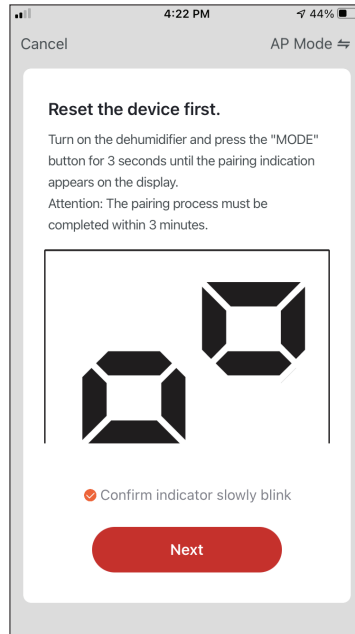 4:22 PM
44%
Cancel
AP Mode ⇋
Reset the device first.
Turn on the dehumidifier and press the "MODE"
button for 3 seconds until the pairing indication
appears on the display.
Attention: The pairing process must be
completed within 3 minutes.
Confirm indicator slowly blink
Next